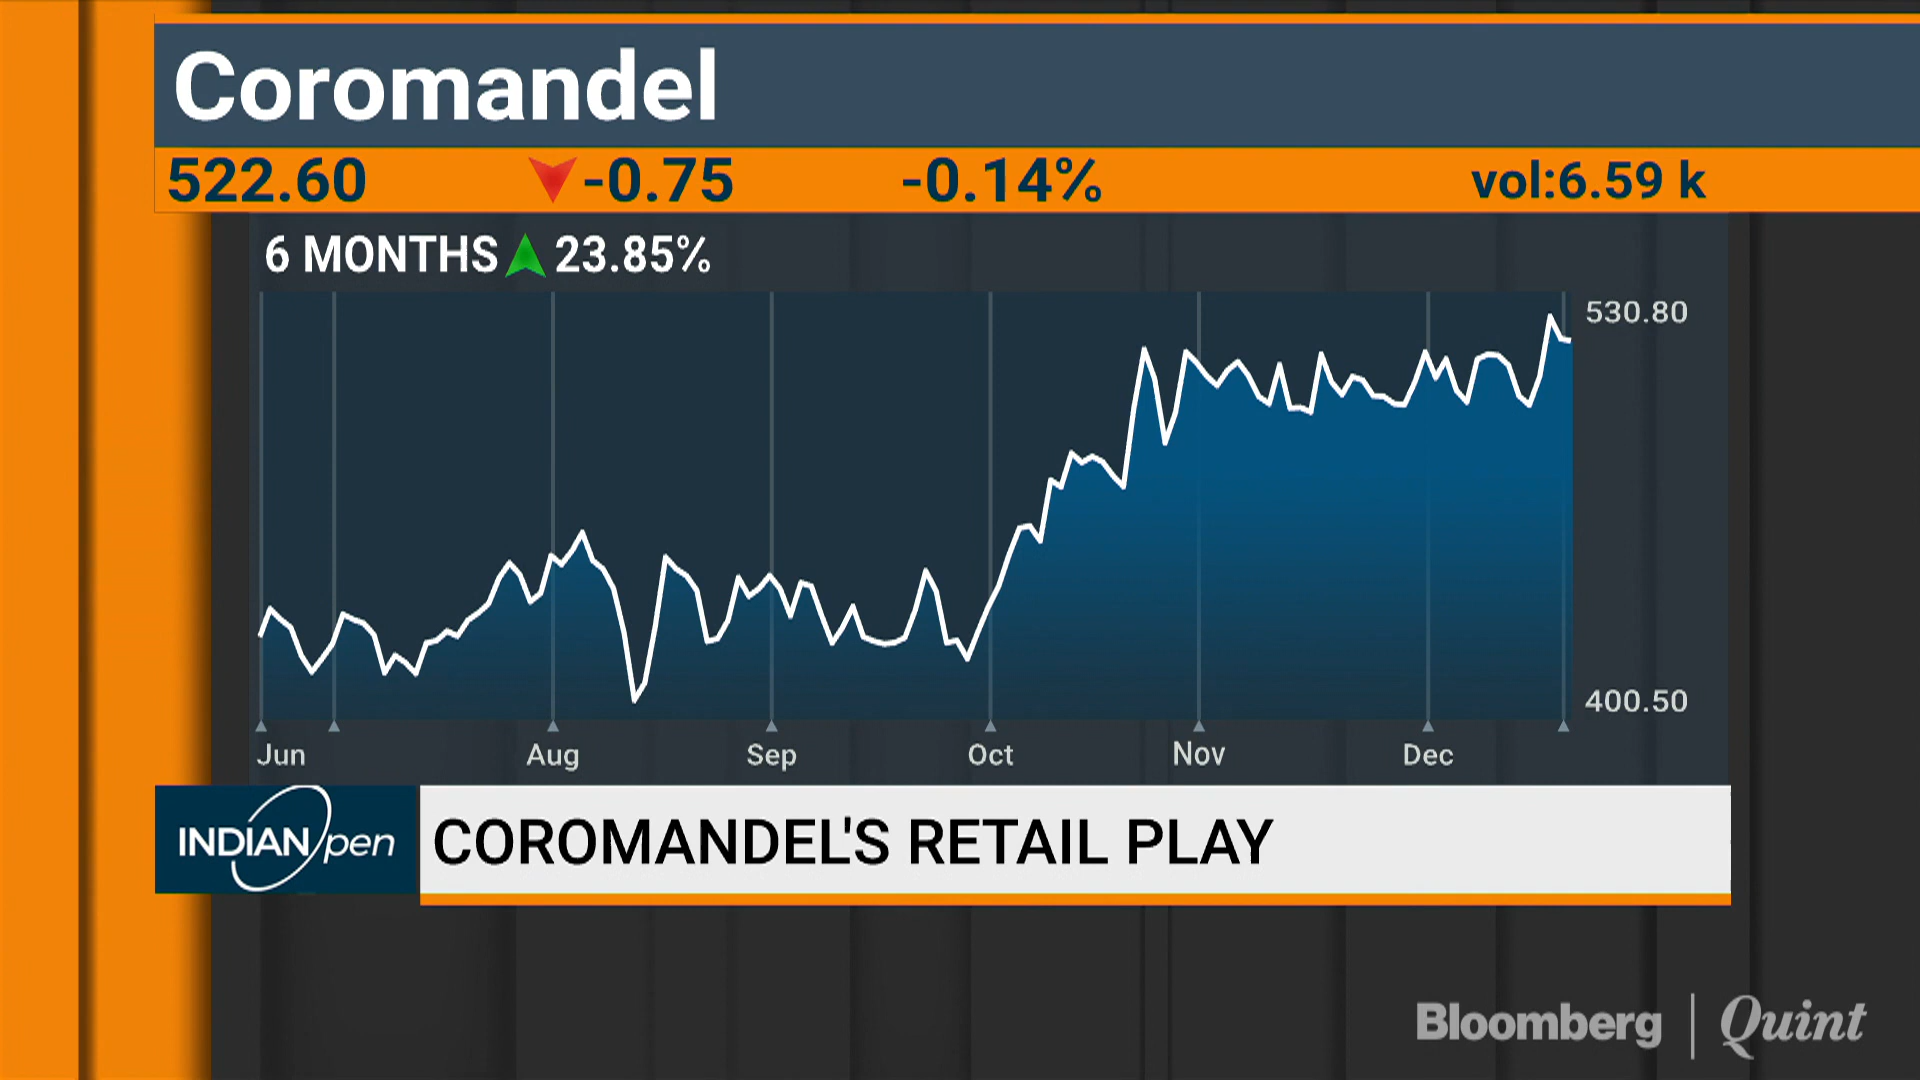 Coromandel
522.60 -0.75 -0.14% vol:6.59 k
6 MONTHS 23.85%
530.80
400.50
Jun Aug Sep Oct Nov Dec
INDIAN Open COROMANDEL'S RETAIL PLAY
Bloomberg | Quint